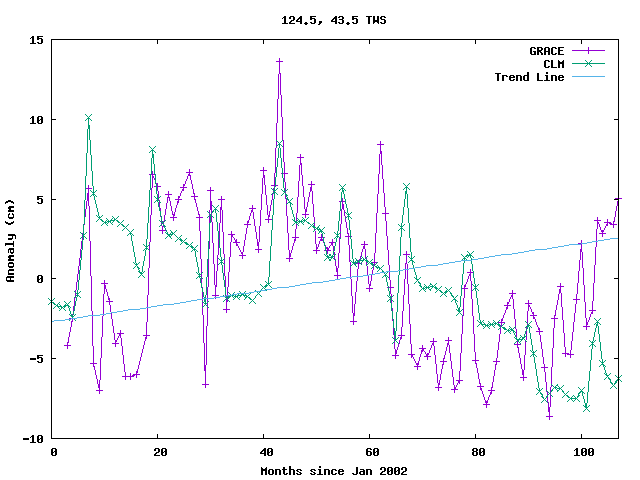 124.5, 43.5 TWS
GRACE
CLM
Trend Line
15
10
5
0
-5
-10
Anomaly (cm)
0 20 40 60 80 100
Months since Jan 2002